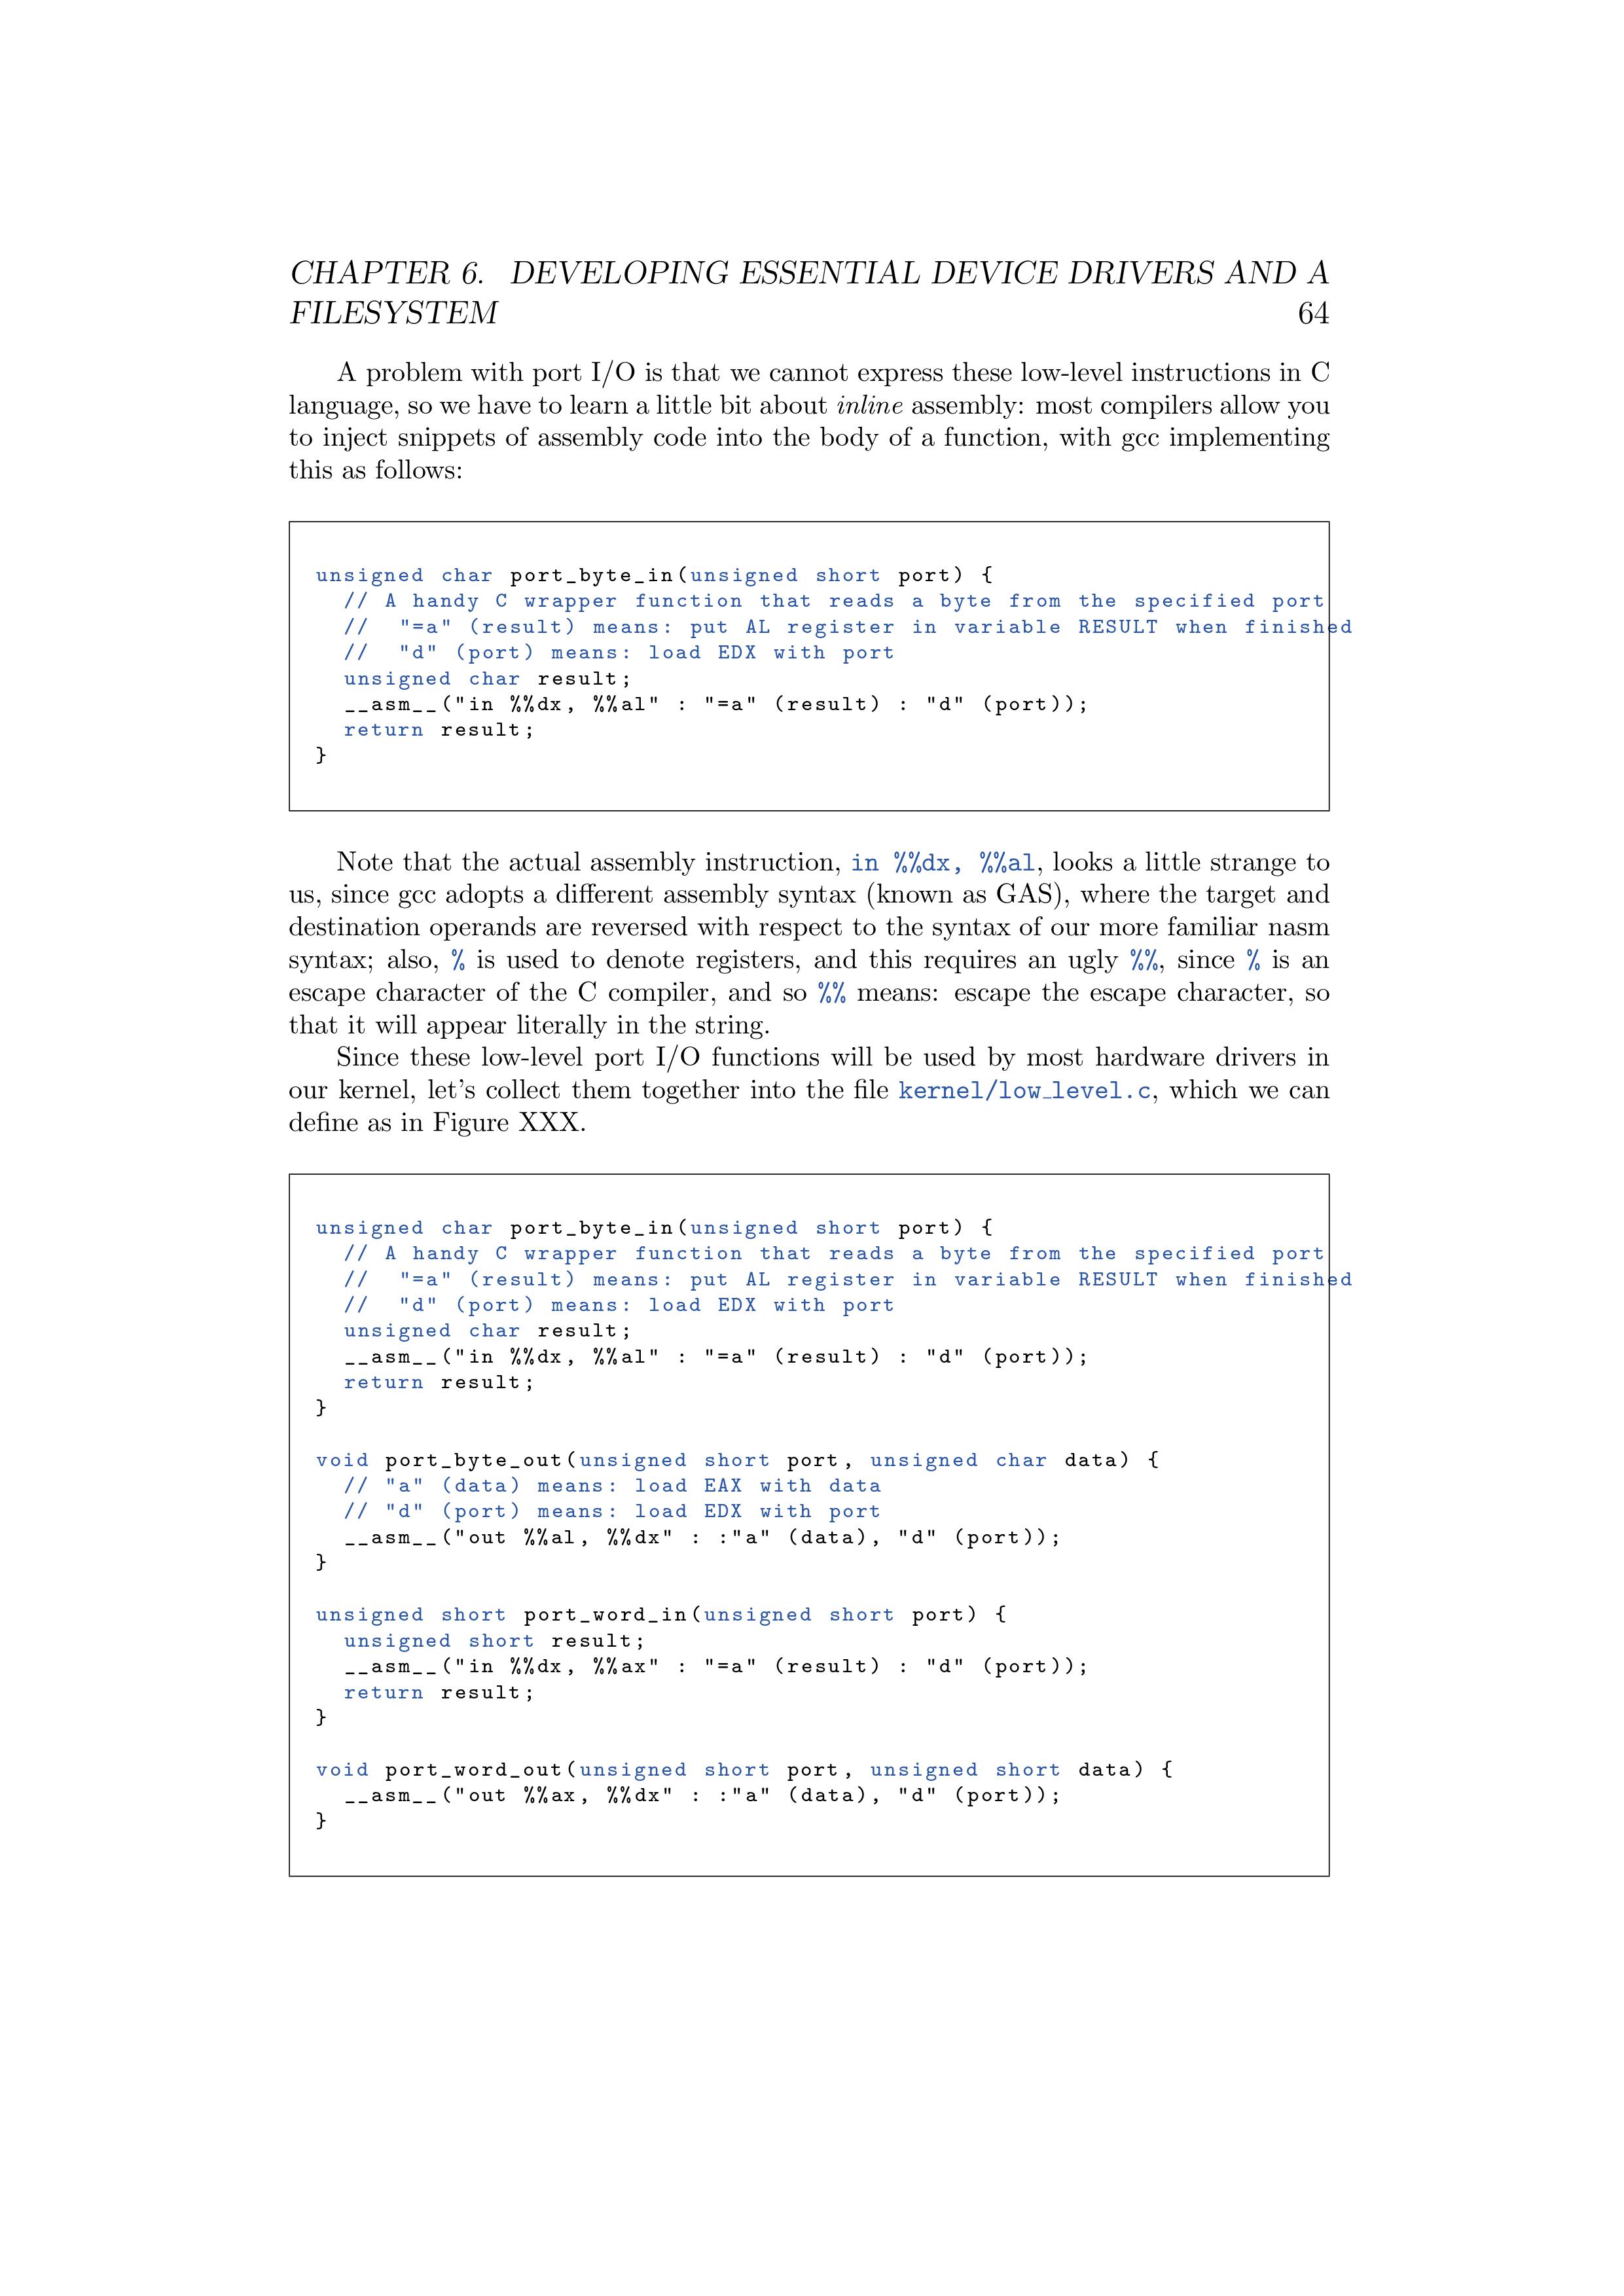 CHAPTER 6. DEVELOPING ESSENTIAL DEVICE DRIVERS AND A
FILESYSTEM 64
A problem with port I/O is that we cannot express these low-level instructions in C
language, so we have to learn a little bit about inline assembly: most compilers allow you
to inject snippets of assembly code into the body of a function, with gcc implementing
this as follows:
unsigned char port_byte_in(unsigned short port) {
// A handy C wrapper function that reads a byte from the specified port
// "=a" (result) means: put AL register in variable RESULT when finished
// "d" (port) means: load EDX with port
unsigned char result;
__asm__("in %%dx, %%al" : "=a" (result) : "d" (port));
return result;
}
Note that the actual assembly instruction, in %%dx, %%al, looks a little strange to
us, since gcc adopts a different assembly syntax (known as GAS), where the target and
destination operands are reversed with respect to the syntax of our more familiar nasm
syntax; also, % is used to denote registers, and this requires an ugly %%, since % is an
escape character of the C compiler, and so %% means: escape the escape character, so
that it will appear literally in the string.
Since these low-level port I/O functions will be used by most hardware drivers in
our kernel, let's collect them together into the file kernel/low_level.c, which we can
define as in Figure XXX.
unsigned char port_byte_in(unsigned short port) {
// A handy C wrapper function that reads a byte from the specified port
// "=a" (result) means: put AL register in variable RESULT when finished
// "d" (port) means: load EDX with port
unsigned char result;
__asm__("in %%dx, %%al" : "=a" (result) : "d" (port));
return result;
}
void port_byte_out(unsigned short port, unsigned char data) {
// "a" (data) means: load EAX with data
// "d" (port) means: load EDX with port
__asm__("out %%al, %%dx" : :"a" (data), "d" (port));
}
unsigned short port_word_in(unsigned short port) {
unsigned short result;
__asm__("in %%dx, %%ax" : "=a" (result) : "d" (port));
return result;
}
void port_word_out(unsigned short port, unsigned short data) {
__asm__("out %%ax, %%dx" : :"a" (data), "d" (port));
}